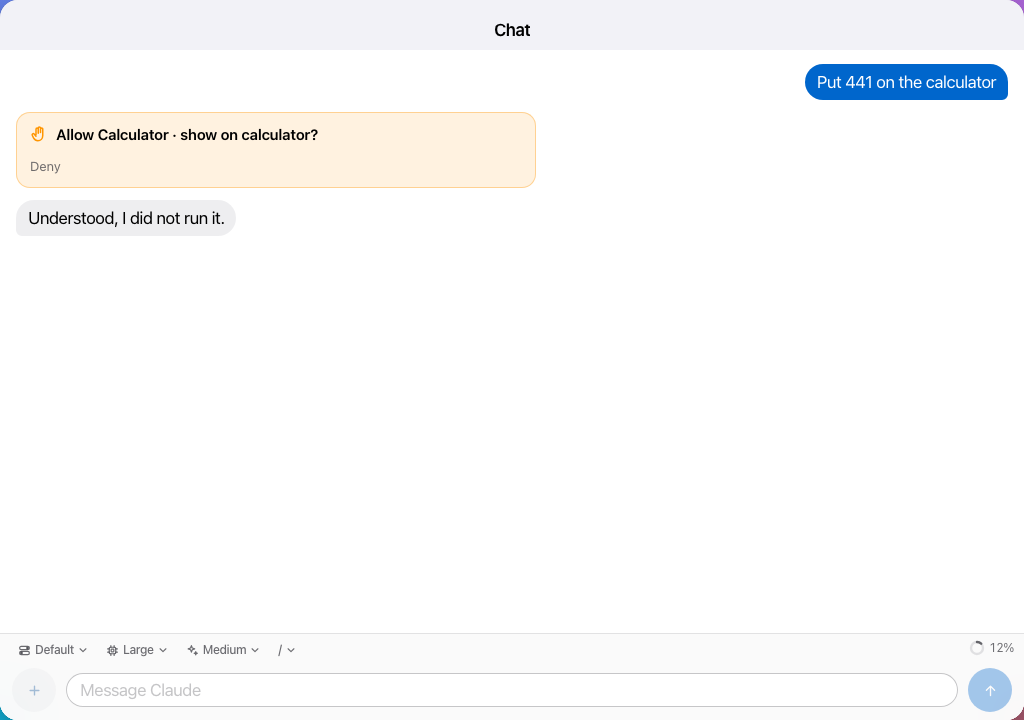 Chat
Put 441 on the calculator
Allow Calculator · show on calculator?
Deny
Understood, I did not run it.
Default Large Medium / 12%
Message Claude